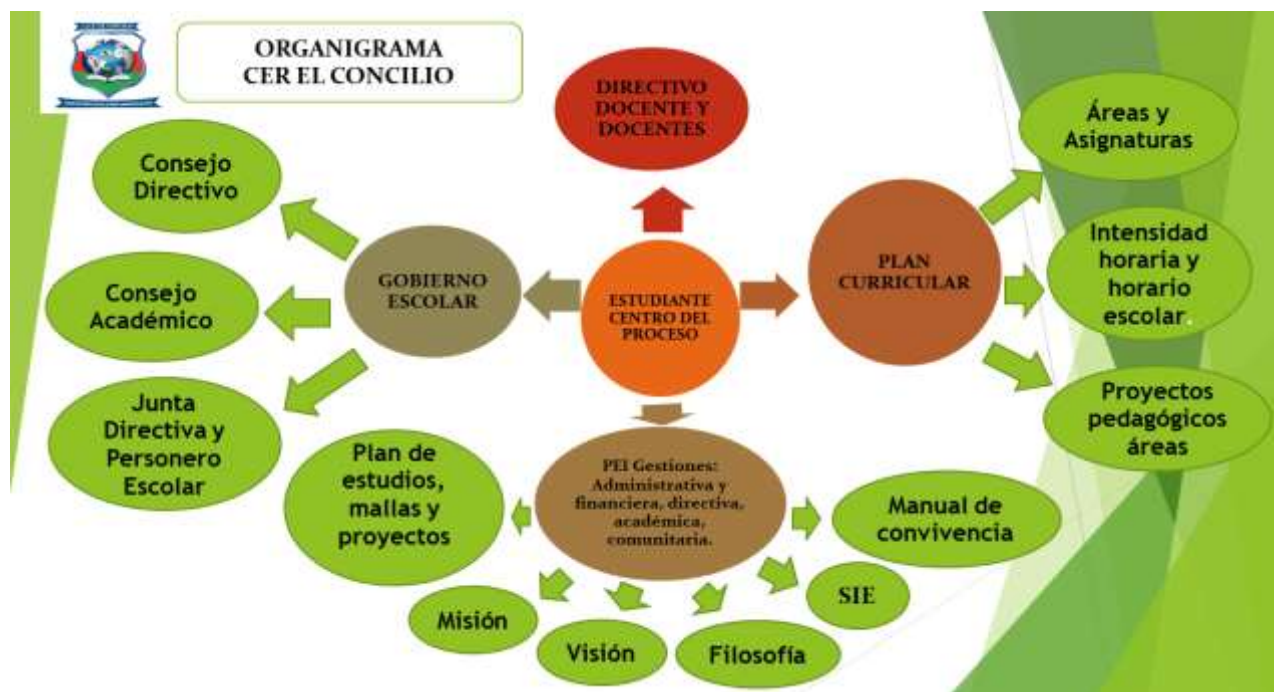 ORGANIGRAMA
CER EL CONCILIO
DIRECTIVO
DOCENTE Y
DOCENTES
Áreas y
Asignaturas
Consejo
Directivo
Intensidad
horaria y
horario
escolar.
PLAN
CURRICULAR
GOBIERNO
ESCOLAR
ESTUDIANTE
CENTRO DEL
PROCESO
Consejo
Académico
Proyectos
pedagógicos
áreas
Junta
Directiva y
Personero
Escolar
Plan de
estudios,
mallas y
proyectos
PEI Gestiones:
Administrativa y
financiera, directiva,
académica,
comunitaria.
Manual de
convivencia
SIE
Misión
Visión
Filosofía